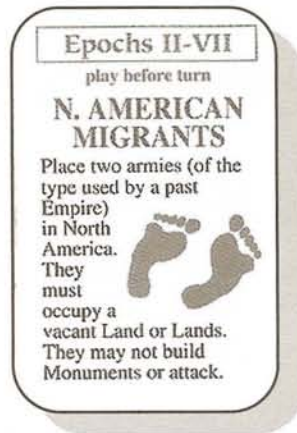 Epochs II-VII
play before turn
N. AMERICAN
MIGRANTS
Place two armies (of the
type used by a past
Empire)
in North
America.
They
must
occupy a
vacant Land or Lands.
They may not build
Monuments or attack.